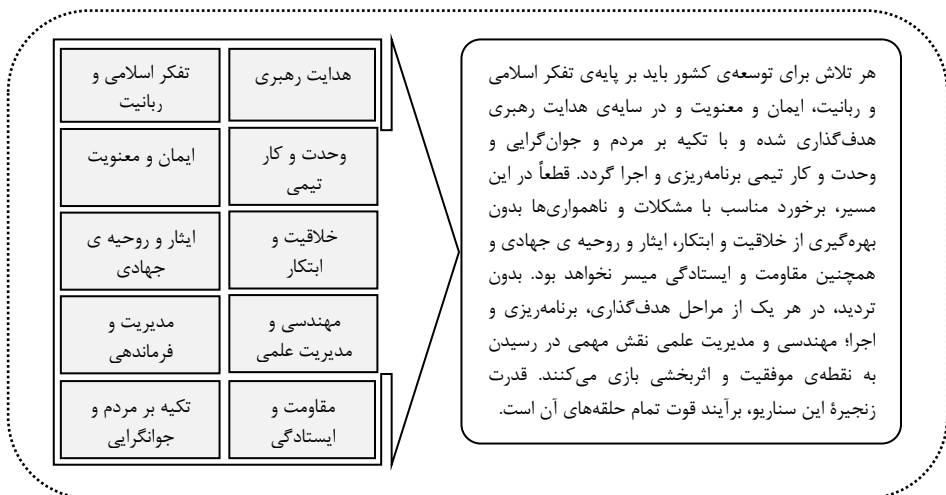 هدایت رهبری
تفکر اسلامی و
ربانیت
وحدت و کار
تیمی
ایمان و معنویت
خلاقیت و
ابتکار
ایثار و روحیه ی
جهادی
مهندسی و
مدیریت علمی
مدیریت و
فرماندهی
مقاومت و
ایستادگی
تکیه بر مردم و
جوانگرایی
هر تلاش برای توسعه‌ی کشور باید بر پایه‌ی تفکر اسلامی
و ربانیت، ایمان و معنویت و در سایه‌ی هدایت رهبری
هدف‌گذاری شده و با تکیه بر مردم و جوان‌گرایی و
وحدت و کار تیمی برنامه‌ریزی و اجرا گردد. قطعاً در این
مسیر، برخورد مناسب با مشکلات و ناهمواری‌ها بدون
بهره‌گیری از خلاقیت و ابتکار، ایثار و روحیه ی جهادی و
همچنین مقاومت و ایستادگی میسر نخواهد بود. بدون
تردید، در هر یک از مراحل هدف‌گذاری، برنامه‌ریزی و
اجرا؛ مهندسی و مدیریت علمی نقش مهمی در رسیدن
به نقطه‌ی موفقیت و اثربخشی بازی می‌کنند. قدرت
زنجیرهٔ این سناریو، برآیند قوت تمام حلقه‌های آن است.